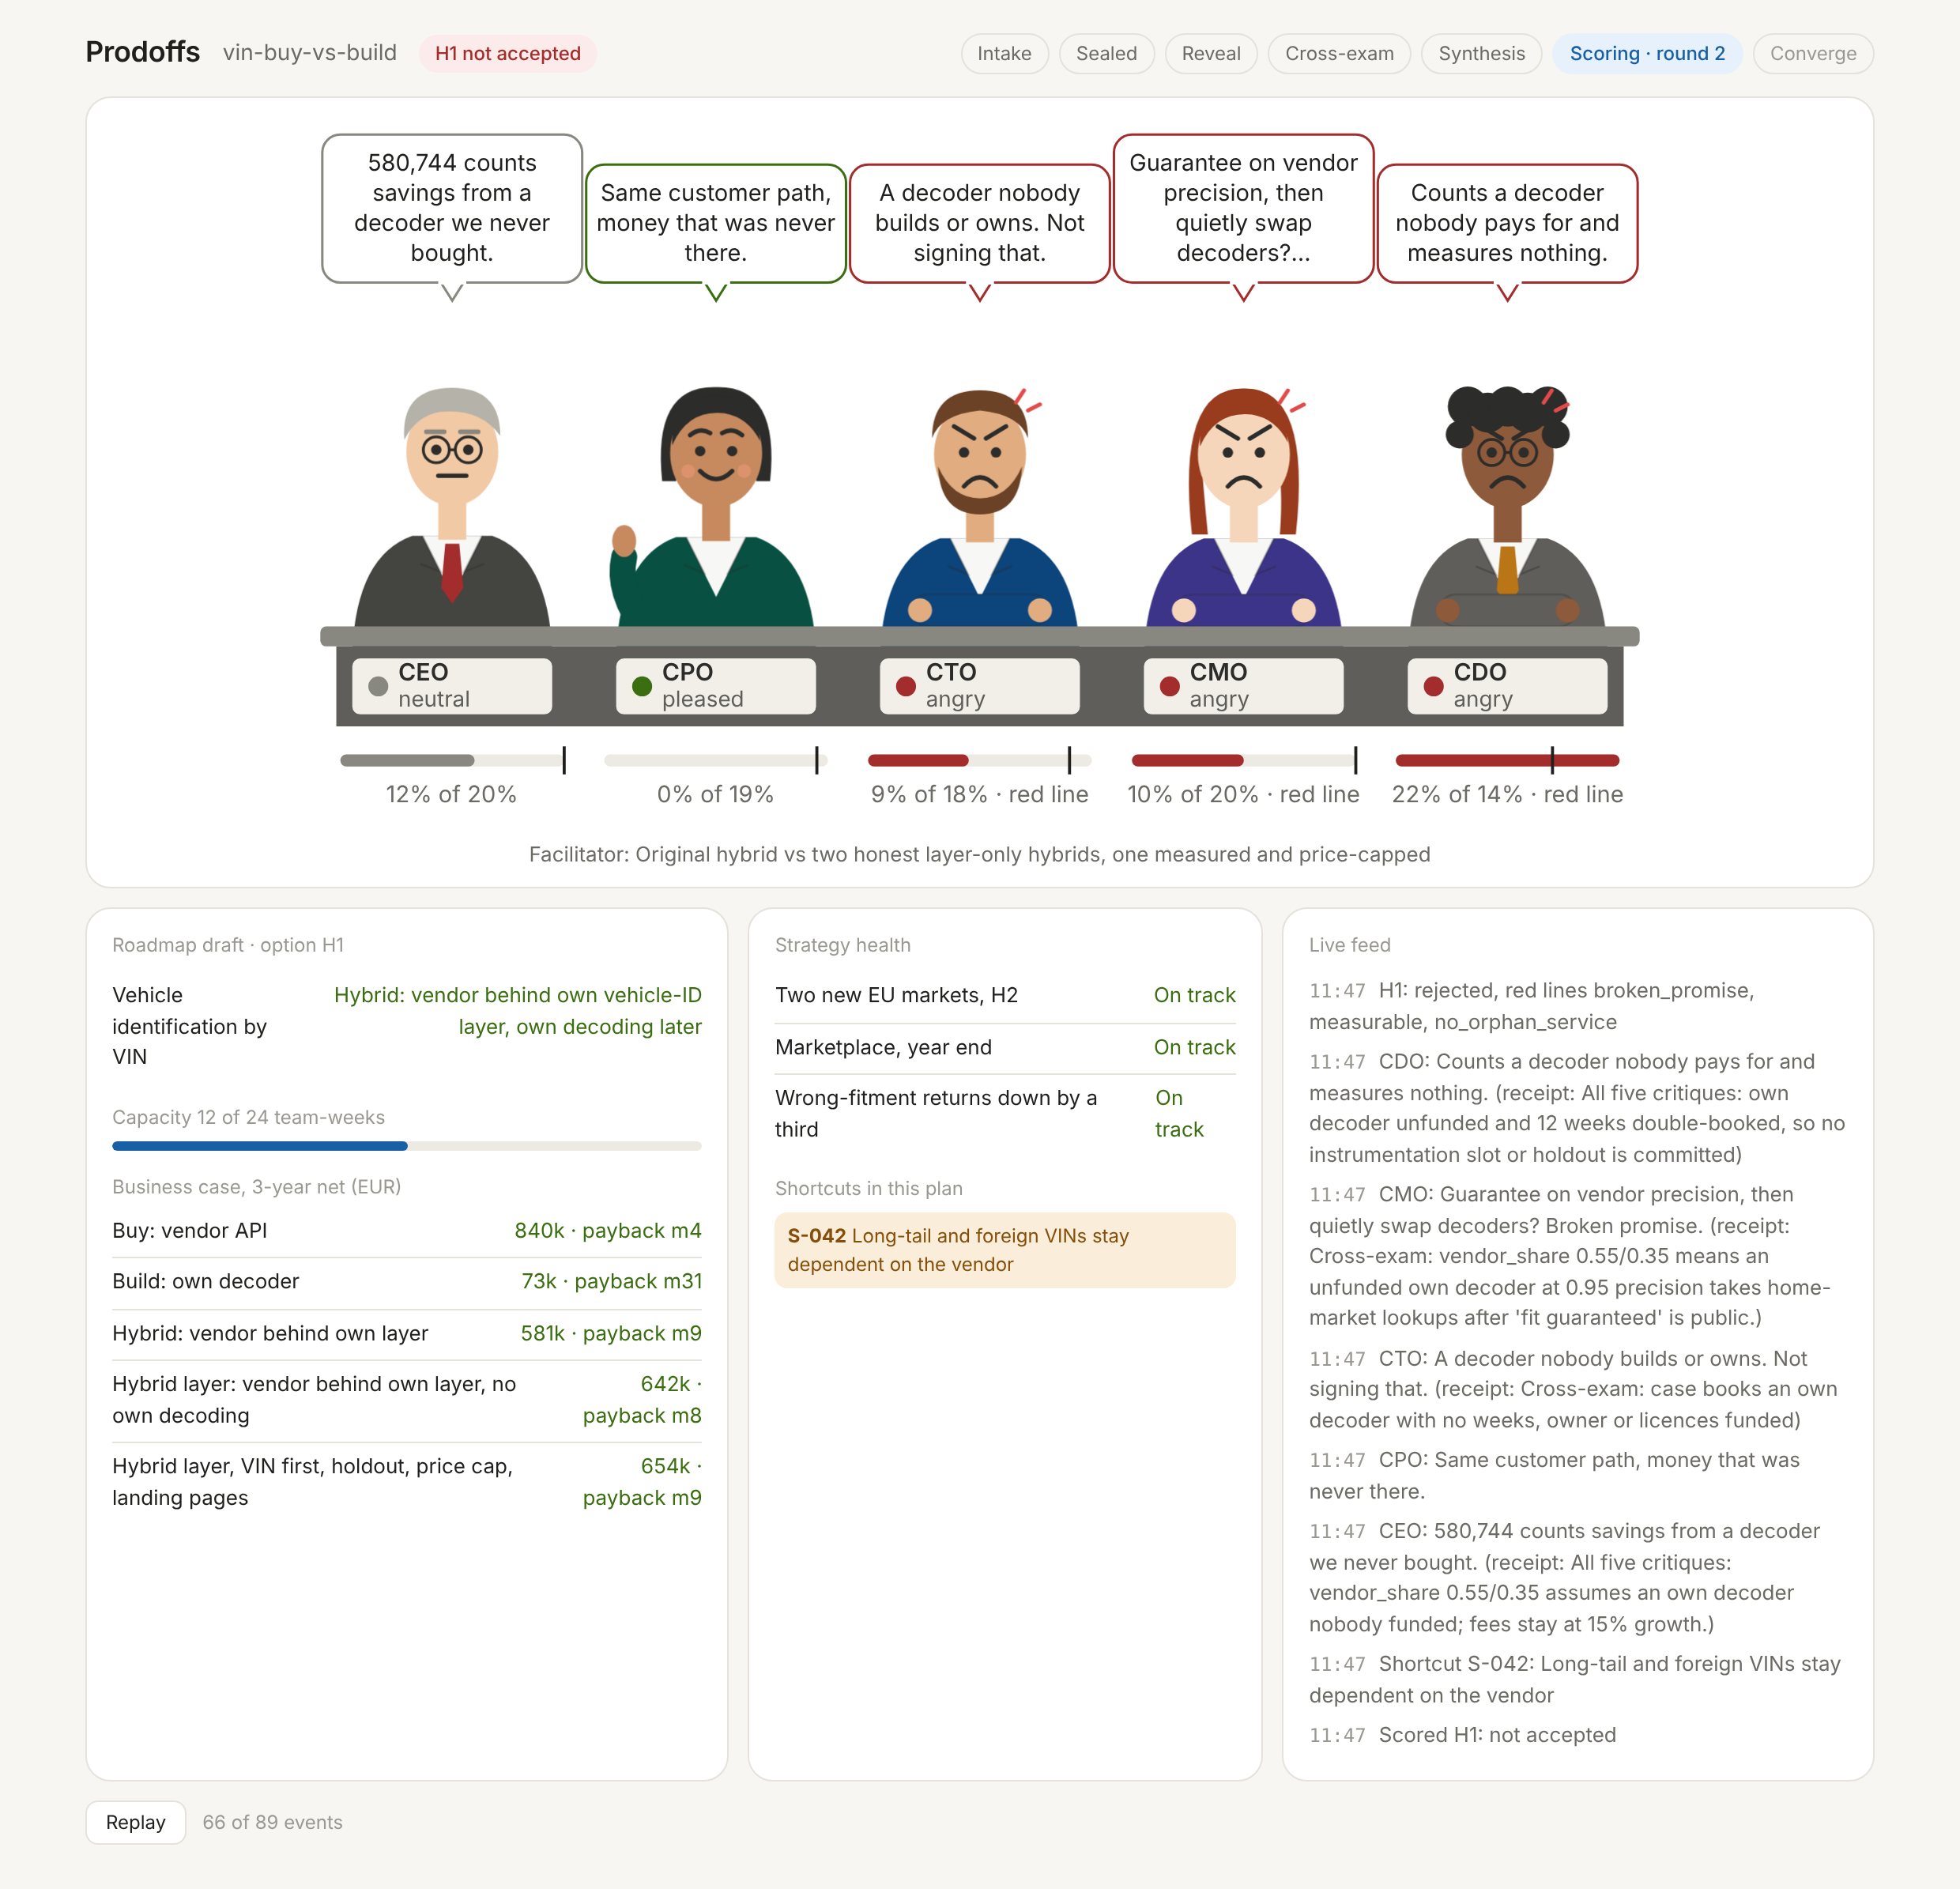 Prodoffs vin-buy-vs-build H1 not accepted Intake Sealed Reveal Cross-exam Synthesis Scoring · round 2 Converge
580,744 counts
savings from a
decoder we never
bought.
Same customer path,
money that was never
there.
A decoder nobody
builds or owns. Not
signing that.
Guarantee on vendor
precision, then
quietly swap
decoders?...
Counts a decoder
nobody pays for and
measures nothing.
CEO
neutral
CPO
pleased
CTO
angry
CMO
angry
CDO
angry
12% of 20%
0% of 19%
9% of 18% · red line
10% of 20% · red line
22% of 14% · red line
Facilitator: Original hybrid vs two honest layer-only hybrids, one measured and price-capped
Roadmap draft · option H1
Vehicle
identification by
VIN
Hybrid: vendor behind own vehicle-ID
layer, own decoding later
Capacity 12 of 24 team-weeks
Business case, 3-year net (EUR)
Buy: vendor API 840k · payback m4
Build: own decoder 73k · payback m31
Hybrid: vendor behind own layer 581k · payback m9
Hybrid layer: vendor behind own layer, no
own decoding
642k ·
payback m8
Hybrid layer, VIN first, holdout, price cap,
landing pages
654k ·
payback m9
Strategy health
Two new EU markets, H2 On track
Marketplace, year end On track
Wrong-fitment returns down by a
third
On
track
Shortcuts in this plan
S-042 Long-tail and foreign VINs stay
dependent on the vendor
Live feed
11:47 H1: rejected, red lines broken_promise,
measurable, no_orphan_service
11:47 CDO: Counts a decoder nobody pays for and
measures nothing. (receipt: All five critiques: own
decoder unfunded and 12 weeks double-booked, so no
instrumentation slot or holdout is committed)
11:47 CMO: Guarantee on vendor precision, then
quietly swap decoders? Broken promise. (receipt:
Cross-exam: vendor_share 0.55/0.35 means an
unfunded own decoder at 0.95 precision takes home-
market lookups after 'fit guaranteed' is public.)
11:47 CTO: A decoder nobody builds or owns. Not
signing that. (receipt: Cross-exam: case books an own
decoder with no weeks, owner or licences funded)
11:47 CPO: Same customer path, money that was
never there.
11:47 CEO: 580,744 counts savings from a decoder
we never bought. (receipt: All five critiques:
vendor_share 0.55/0.35 assumes an own decoder
nobody funded; fees stay at 15% growth.)
11:47 Shortcut S-042: Long-tail and foreign VINs stay
dependent on the vendor
11:47 Scored H1: not accepted
Replay 66 of 89 events